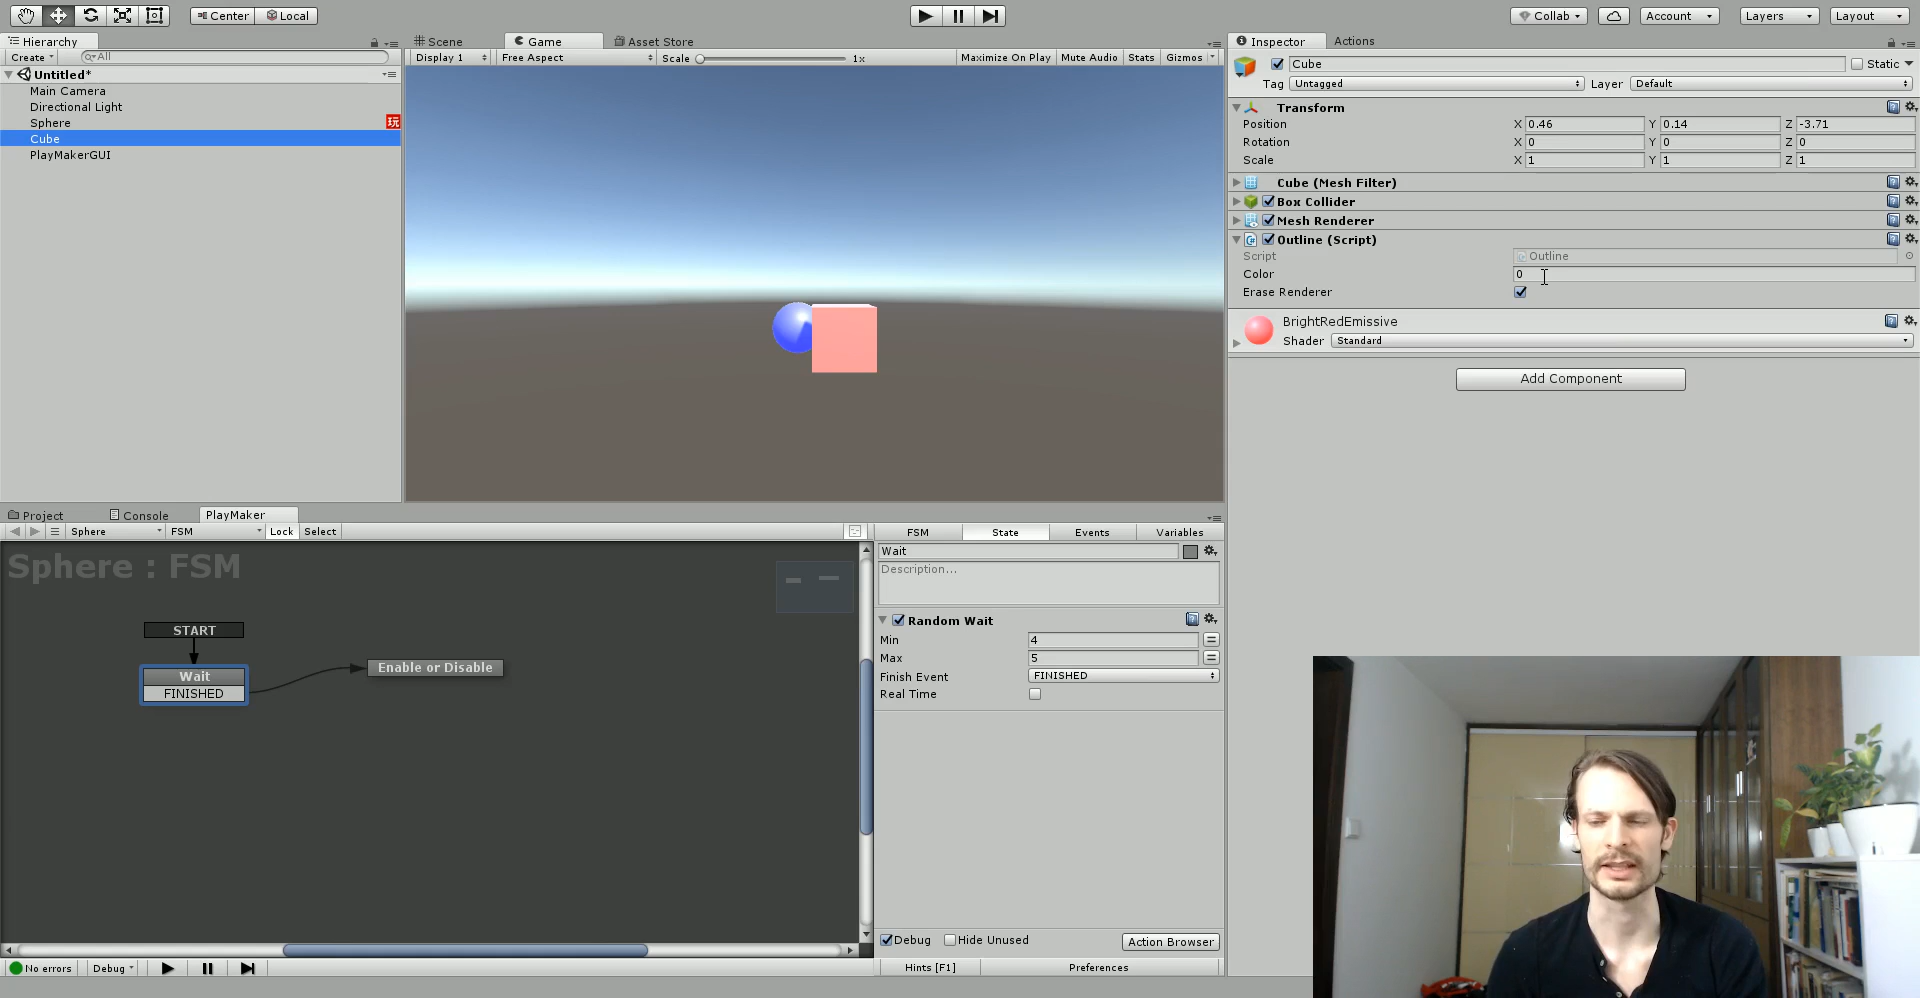 Center
Local
Collab
Account
Layers
Layout
Hierarchy
Create
All
Untitled*
Main Camera
Directional Light
Sphere
玩
Cube
PlayMakerGUI
Scene
Game
Asset Store
Display 1
Free Aspect
Scale
1x
Maximize On Play
Mute Audio
Stats
Gizmos
Inspector
Actions
Cube
Static
Tag
Untagged
Layer
Default
Transform
Position
X 0.46
Y 0.14
Z -3.71
Rotation
X 0
Y 0
Z 0
Scale
X 1
Y 1
Z 1
Cube (Mesh Filter)
Box Collider
Mesh Renderer
Outline (Script)
Script
Outline
Color
0
Erase Renderer
BrightRedEmissive
Shader
Standard
Add Component
Project
Console
PlayMaker
Sphere
FSM
Lock
Select
Sphere : FSM
START
Wait
FINISHED
Enable or Disable
FSM
State
Events
Variables
Wait
Description...
Random Wait
Min
4
Max
5
Finish Event
FINISHED
Real Time
Debug
Hide Unused
Action Browser
No errors
Debug
Hints [F1]
Preferences